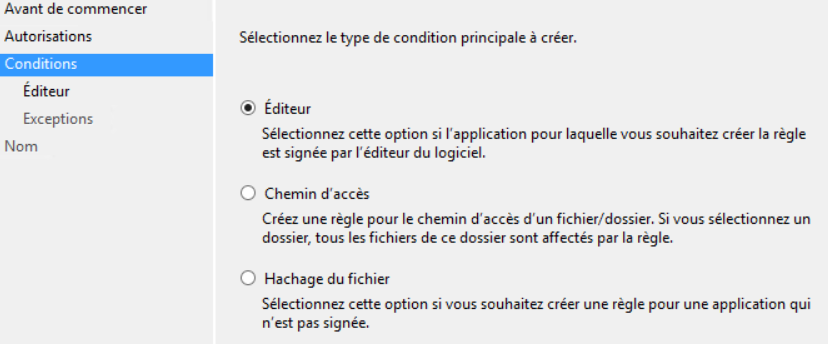 Avant de commencer
Autorisations
Conditions
Éditeur
Exceptions
Nom
Sélectionnez le type de condition principale à créer.
Éditeur
Sélectionnez cette option si l'application pour laquelle vous souhaitez créer la règle
est signée par l'éditeur du logiciel.
Chemin d'accès
Créez une règle pour le chemin d'accès d'un fichier/dossier. Si vous sélectionnez un
dossier, tous les fichiers de ce dossier sont affectés par la règle.
Hachage du fichier
Sélectionnez cette option si vous souhaitez créer une règle pour une application qui
n'est pas signée.